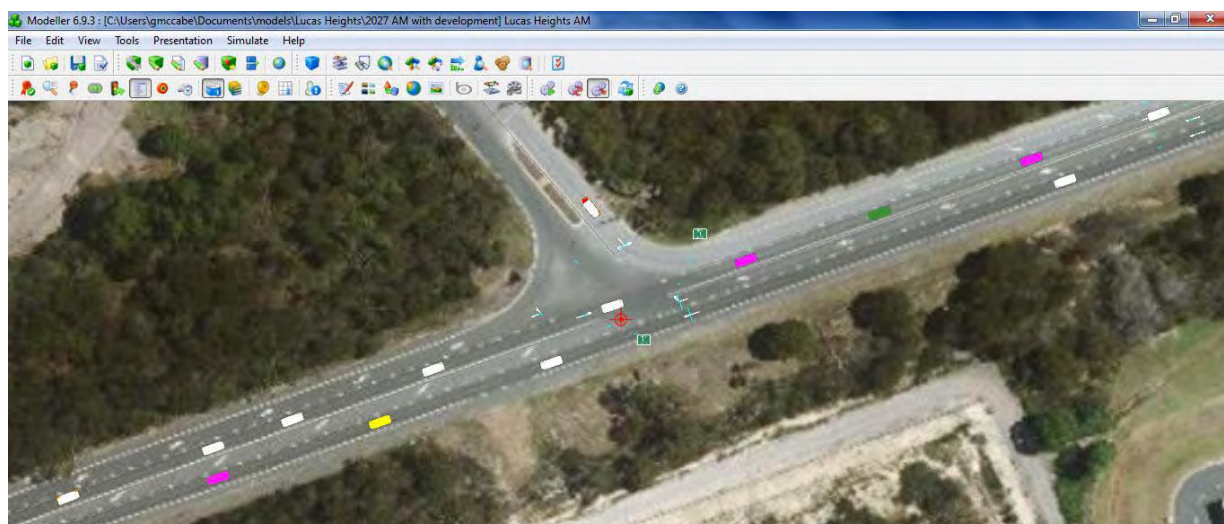 Modeller 6.9.3 : [C:\Users\gmccabe\Documents\models\Lucas Heights\2027 AM with development] Lucas Heights AM
File Edit View Tools Presentation Simulate Help